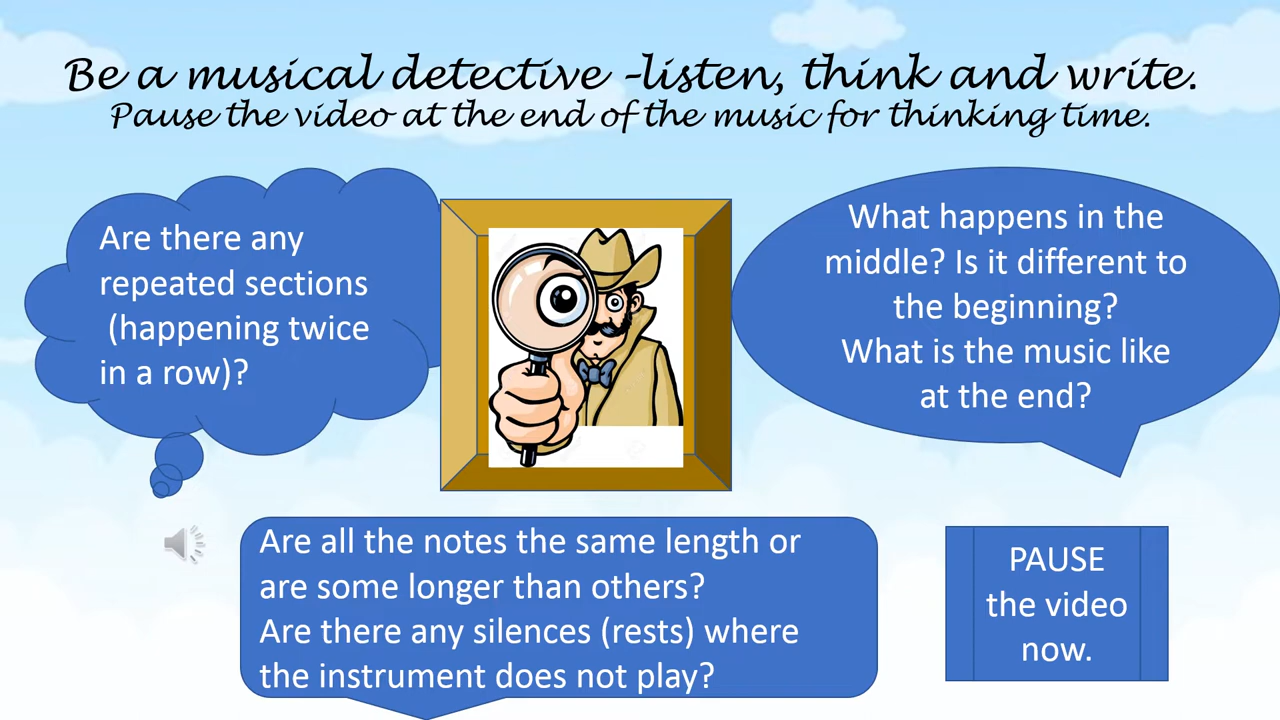 Be a musical detective –listen, think and write.
Pause the video at the end of the music for thinking time.
Are there any
repeated sections
(happening twice
in a row)?
What happens in the
middle? Is it different to
the beginning?
What is the music like
at the end?
Are all the notes the same length or
are some longer than others?
Are there any silences (rests) where
the instrument does not play?
PAUSE
the video
now.